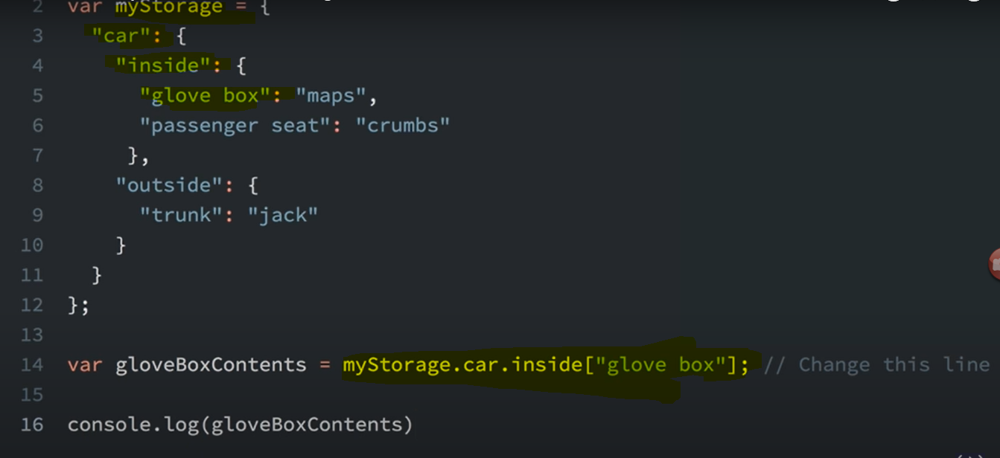 2 var myStorage = {
3 "car": {
4 "inside": {
5 "glove box": "maps",
6 "passenger seat": "crumbs"
7 },
8 "outside": {
9 "trunk": "jack"
10 }
11 }
12 };
13
14 var gloveBoxContents = myStorage.car.inside["glove box"]; // Change this line
15
16 console.log(gloveBoxContents)